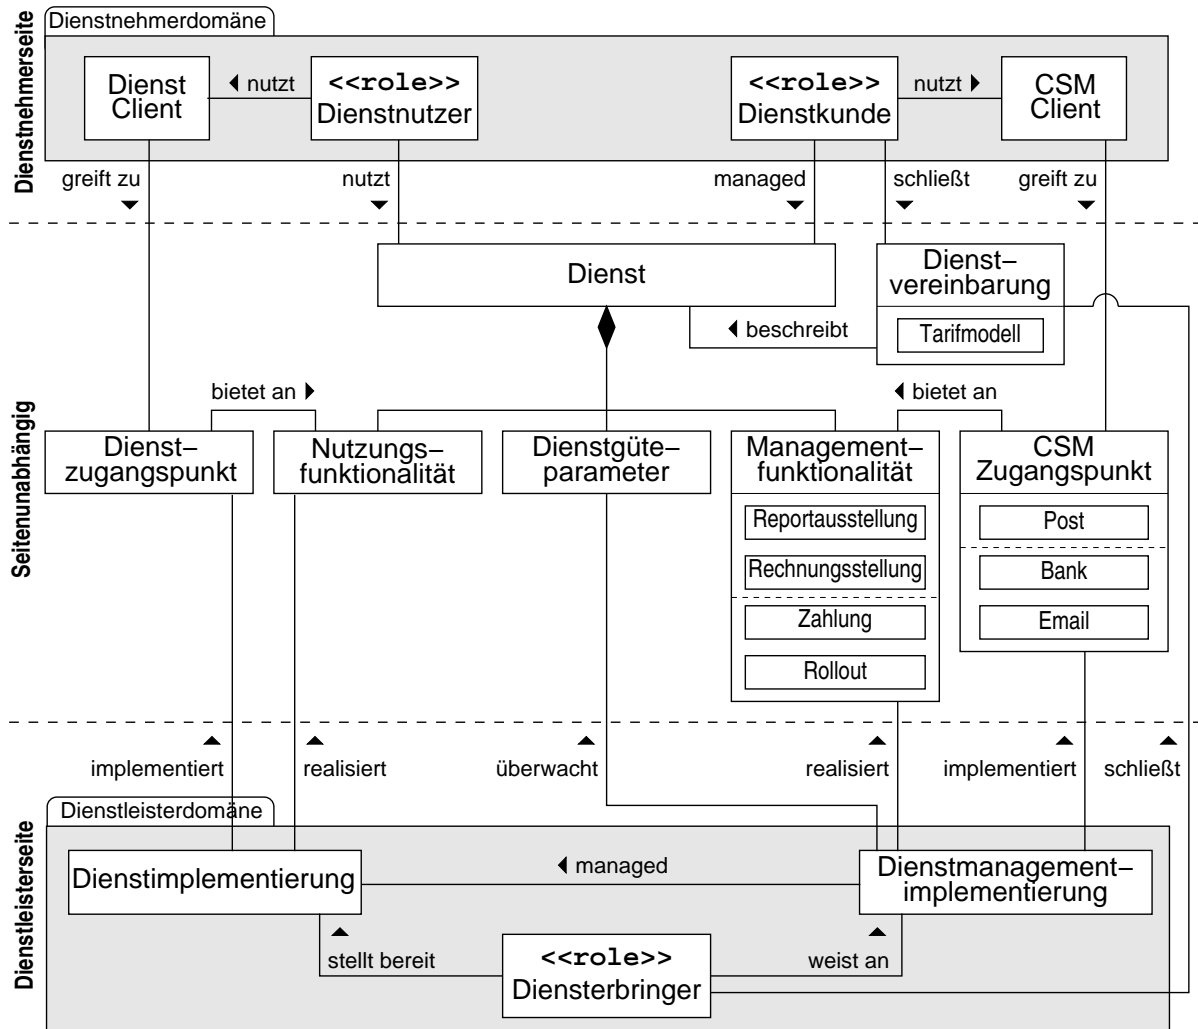 Dienstnehmerdomäne
Dienstnehmerseite
Dienst
Client
nutzt
<<role>>
Dienstnutzer
<<role>>
Dienstkunde
nutzt
CSM
Client
greift zu
nutzt
managed
schließt
greift zu
Seitenunabhängig
Dienst
Dienst–
vereinbarung
Tarifmodell
beschreibt
bietet an
bietet an
Dienst–
zugangspunkt
Nutzungs–
funktionalität
Dienstgüte–
parameter
Management–
funktionalität
Reportausstellung
Rechnungsstellung
Zahlung
Rollout
CSM
Zugangspunkt
Post
Bank
Email
implementiert
realisiert
überwacht
realisiert
implementiert
schließt
Dienstleisterseite
Dienstleisterdomäne
Dienstimplementierung
managed
Dienstmanagement–
implementierung
stellt bereit
<<role>>
Diensterbringer
weist an